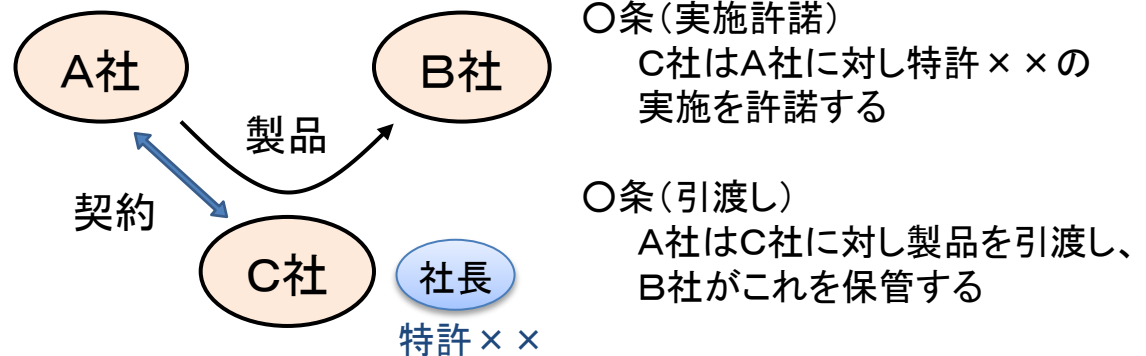 A社
B社
製品
契約
C社
社長
特許××
〇条(実施許諾)
C社はA社に対し特許××の
実施を許諾する
〇条(引渡し)
A社はC社に対し製品を引渡し、
B社がこれを保管する